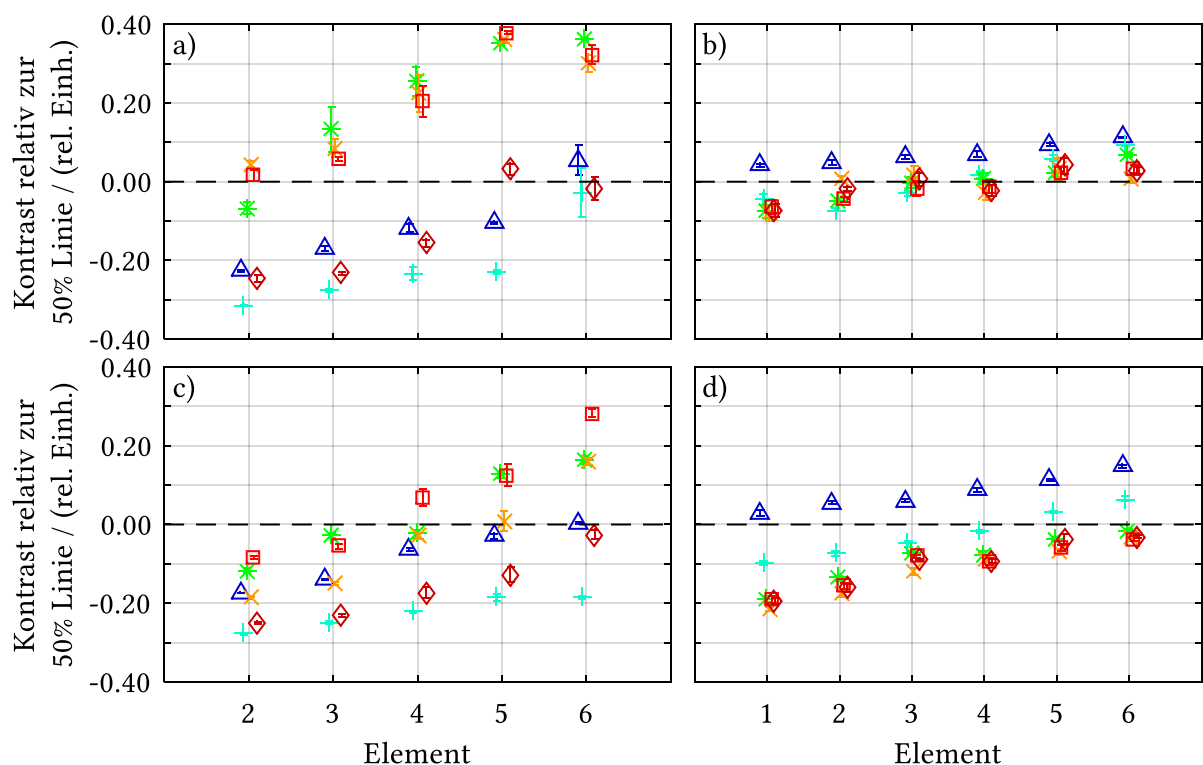 Kontrast relativ zur
50% Linie / (rel. Einh.)
0.40
0.20
0.00
-0.20
-0.40
a)
b)
Kontrast relativ zur
50% Linie / (rel. Einh.)
0.40
0.20
0.00
-0.20
-0.40
c)
d)
2 3 4 5 6
1 2 3 4 5 6
Element
Element